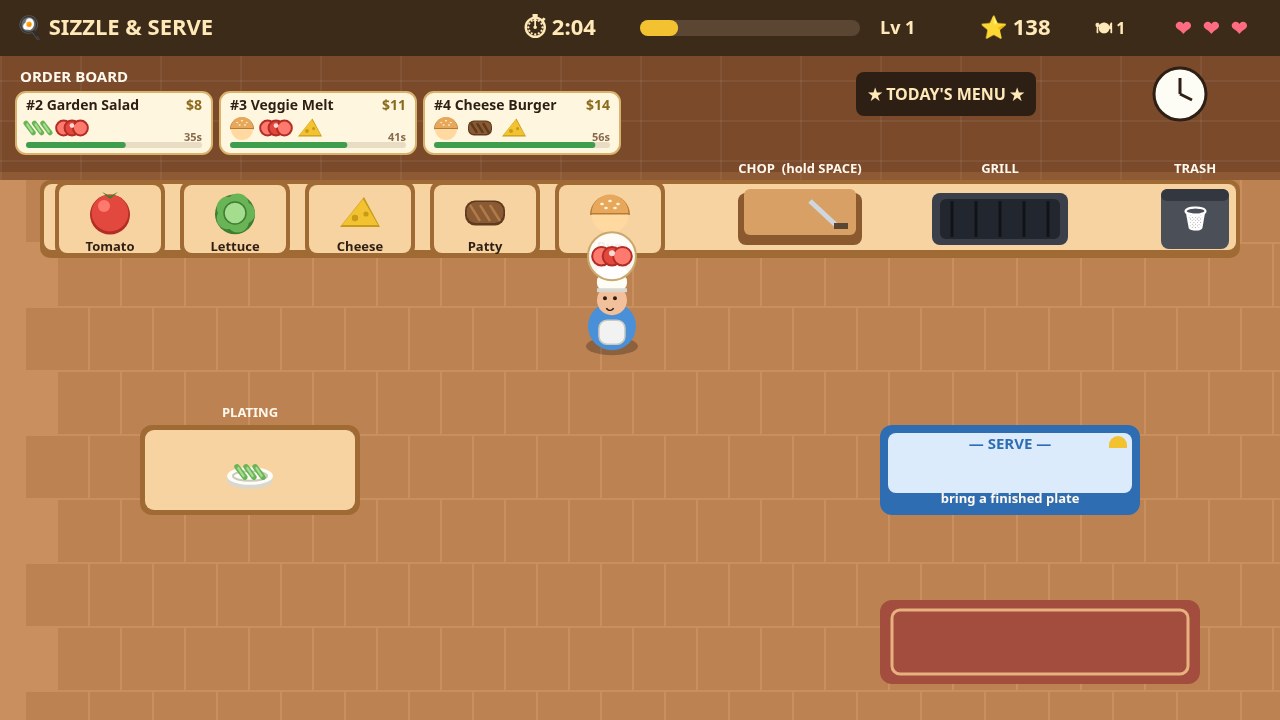 SIZZLE & SERVE
2:04
Lv 1
138
1
ORDER BOARD
#2 Garden Salad $8
35s
#3 Veggie Melt $11
41s
#4 Cheese Burger $14
56s
★ TODAY'S MENU ★
CHOP (hold SPACE)
GRILL
TRASH
Tomato
Lettuce
Cheese
Patty
PLATING
— SERVE —
bring a finished plate